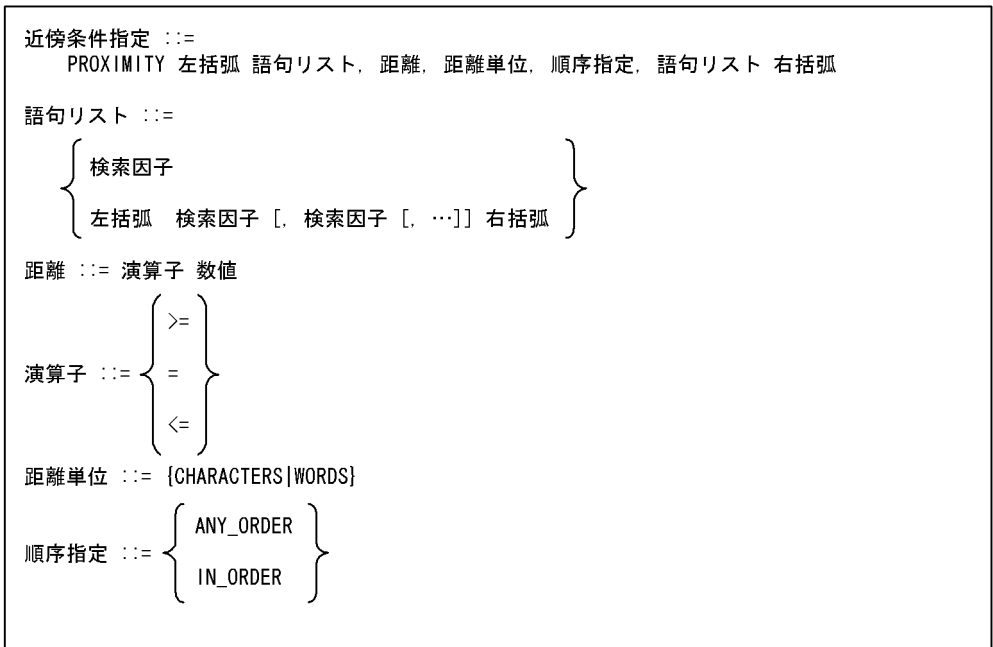 近傍条件指定 ::=
PROXIMITY 左括弧 語句リスト, 距離, 距離単位, 順序指定, 語句リスト 右括弧
語句リスト ::=
検索因子
左括弧 検索因子 [, 検索因子 [, …]] 右括弧
距離 ::= 演算子 数値
>=
演算子 ::= =
<=
距離単位 ::= {CHARACTERS|WORDS}
ANY_ORDER
順序指定 ::=
IN_ORDER